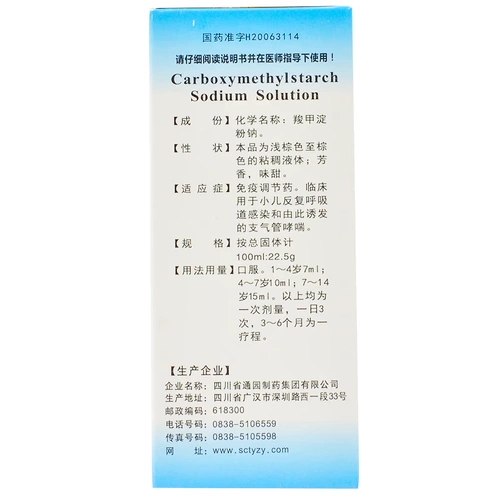 国药准字H20063114
请仔细阅读说明书并在医师指导下使用！
Carboxymethylstarch
Sodium Solution
【成　份】化学名称：羧甲淀
粉钠。
【性　状】本品为浅棕色至棕
色的粘稠液体；芳
香，味甜。
【适应症】免疫调节药。临床
用于小儿反复呼吸
道感染和由此诱发
的支气管哮喘。
【规　格】按总固体计
100ml:22.5g
【用法用量】口服。1～4岁7ml；
4～7岁10ml；7～14
岁15ml。以上均为
一次剂量，一日3
次，3～6个月为一
疗程。
【生产企业】
企业名称：四川省通园制药集团有限公司
生产地址：四川省广汉市深圳路西一段33号
邮政编码：618300
电话号码：0838-5106559
传真号码：0838-5105598
网　　址：www.sctyzy.com